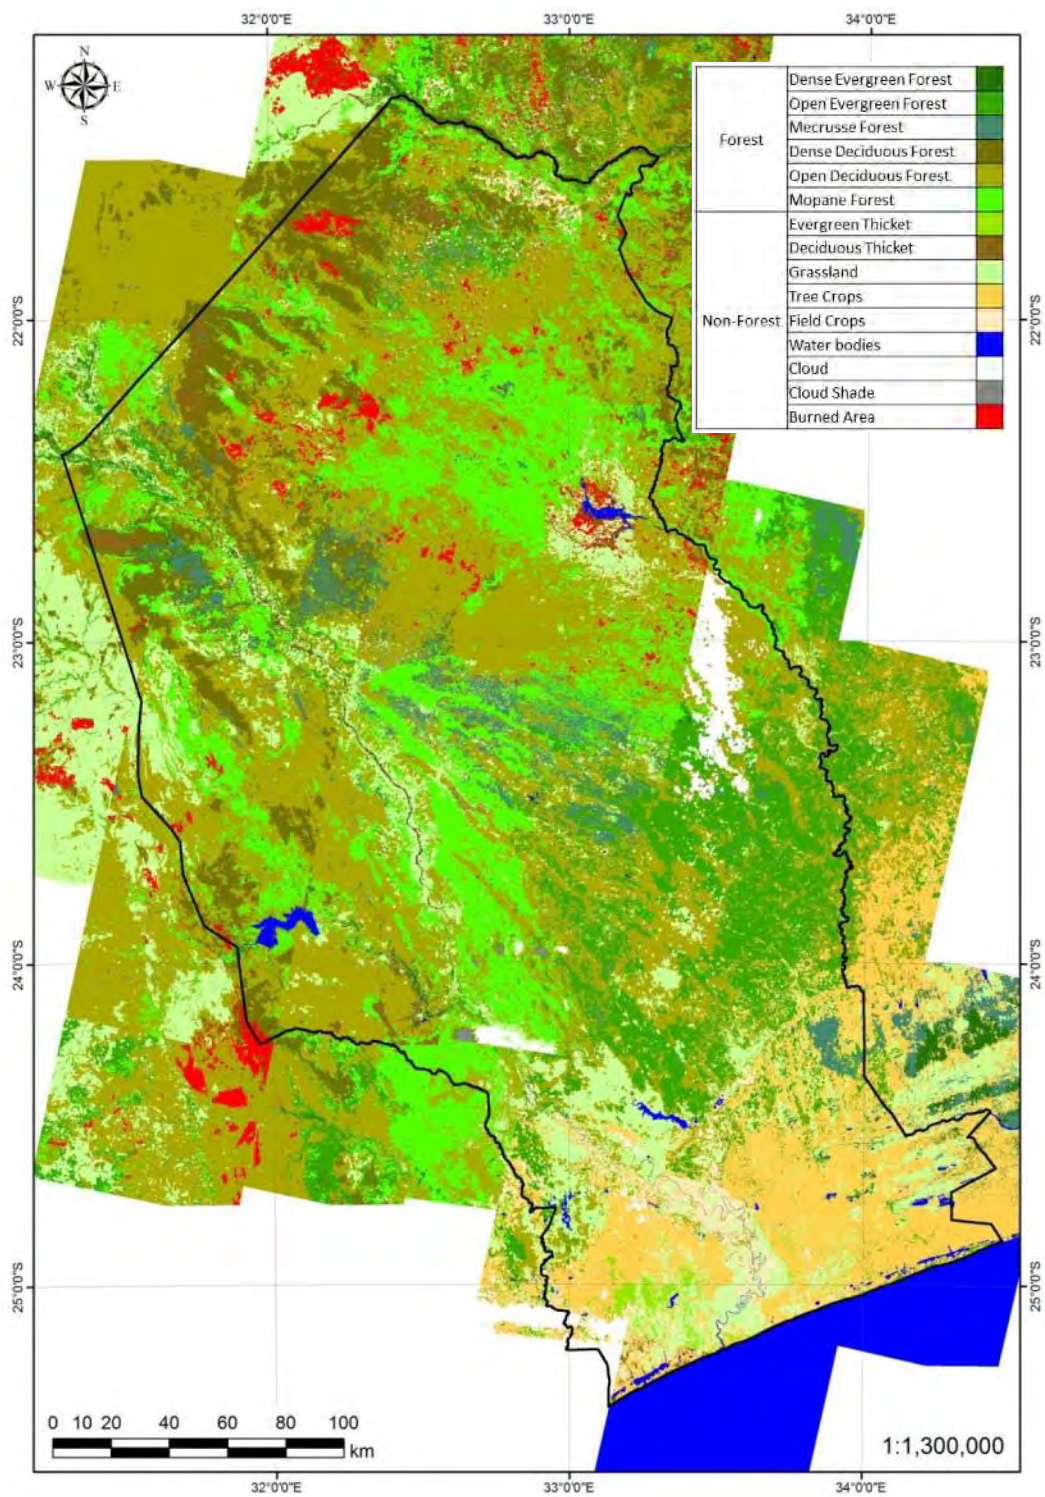 32°0'0"E 33°0'0"E 34°0'0"E
N
W E
S
Forest
Dense Evergreen Forest
Open Evergreen Forest
Mecrusse Forest
Dense Deciduous Forest
Open Deciduous Forest
Mopane Forest
Non-Forest
Evergreen Thicket
Deciduous Thicket
Grassland
Tree Crops
Field Crops
Water bodies
Cloud
Cloud Shade
Burned Area
22°0'0"S 22°0'0"S
23°0'0"S 23°0'0"S
24°0'0"S 24°0'0"S
25°0'0"S 25°0'0"S
0 10 20 40 60 80 100
km
1:1,300,000
32°0'0"E 33°0'0"E 34°0'0"E